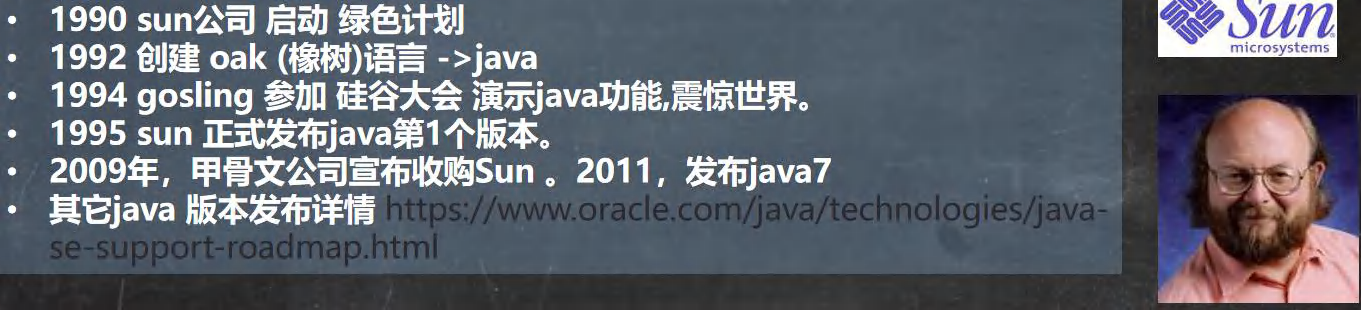 • 1990 sun公司 启动 绿色计划
• 1992 创建 oak (橡树)语言 ->java
• 1994 gosling 参加 硅谷大会 演示java功能,震惊世界。
• 1995 sun 正式发布java第1个版本。
• 2009年，甲骨文公司宣布收购Sun 。2011，发布java7
• 其它java 版本发布详情 https://www.oracle.com/java/technologies/java-
se-support-roadmap.html
Sun
microsystems